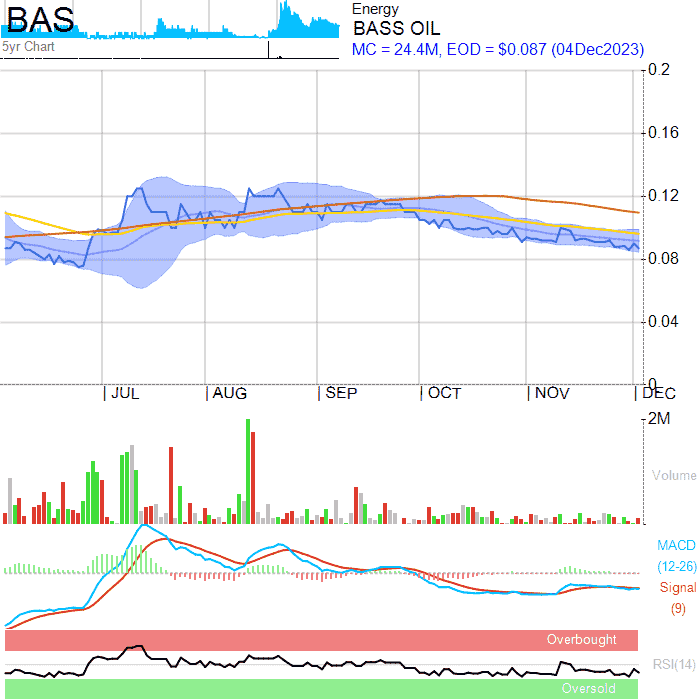 BAS
5yr Chart
Energy
BASS OIL
MC = 24.4M, EOD = $0.087 (04Dec2023)
0.2
0.16
0.12
0.08
0.04
0
JUL AUG SEP OCT NOV DEC
2M
Volume
MACD
(12-26)
Signal
(9)
Overbought
RSI(14)
Oversold